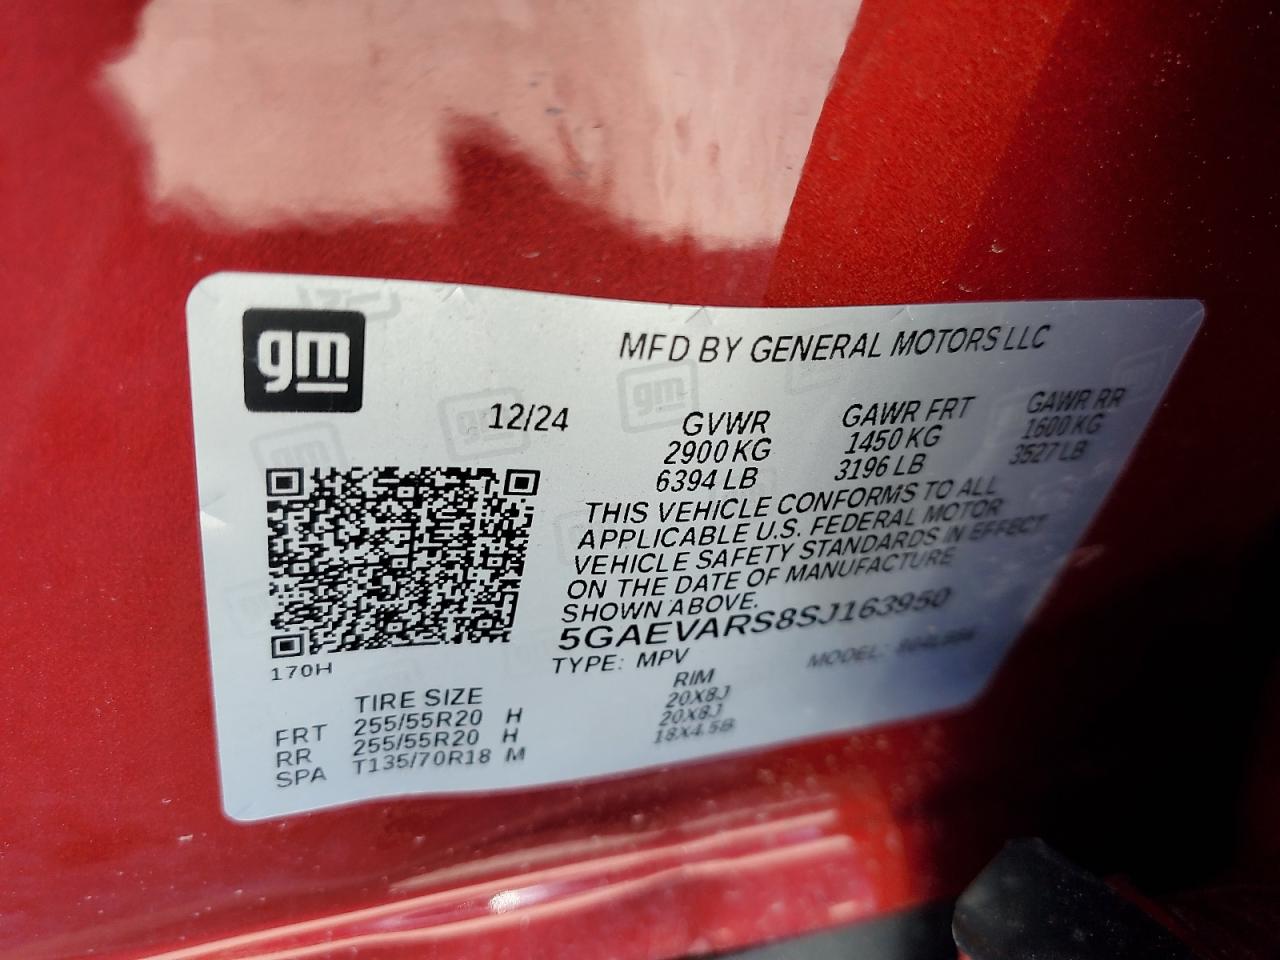 gm
MFD BY GENERAL MOTORS LLC
12/24
GVWR GAWR FRT GAWR RR
2900 KG 1450 KG 1600 KG
6394 LB 3196 LB 3527 LB
THIS VEHICLE CONFORMS TO ALL
APPLICABLE U.S. FEDERAL MOTOR
VEHICLE SAFETY STANDARDS IN EFFECT
ON THE DATE OF MANUFACTURE
SHOWN ABOVE.
5GAEVARS8SJ163950
TYPE: MPV MODEL:
170H
TIRE SIZE RIM
FRT 255/55R20 H 20X8J
RR 255/55R20 H 20X8J
SPA T135/70R18 M 18X4.5B